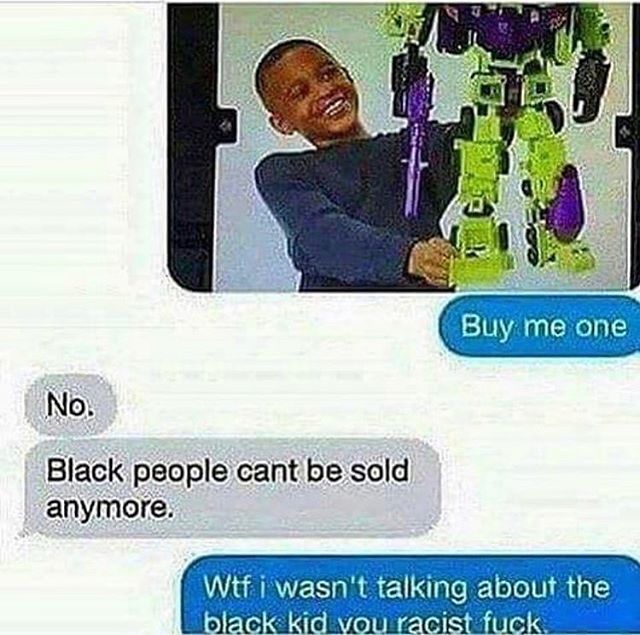 Buy me one
No.
Black people cant be sold
anymore.
Wtf i wasn't talking about the
black kid you racist fuck